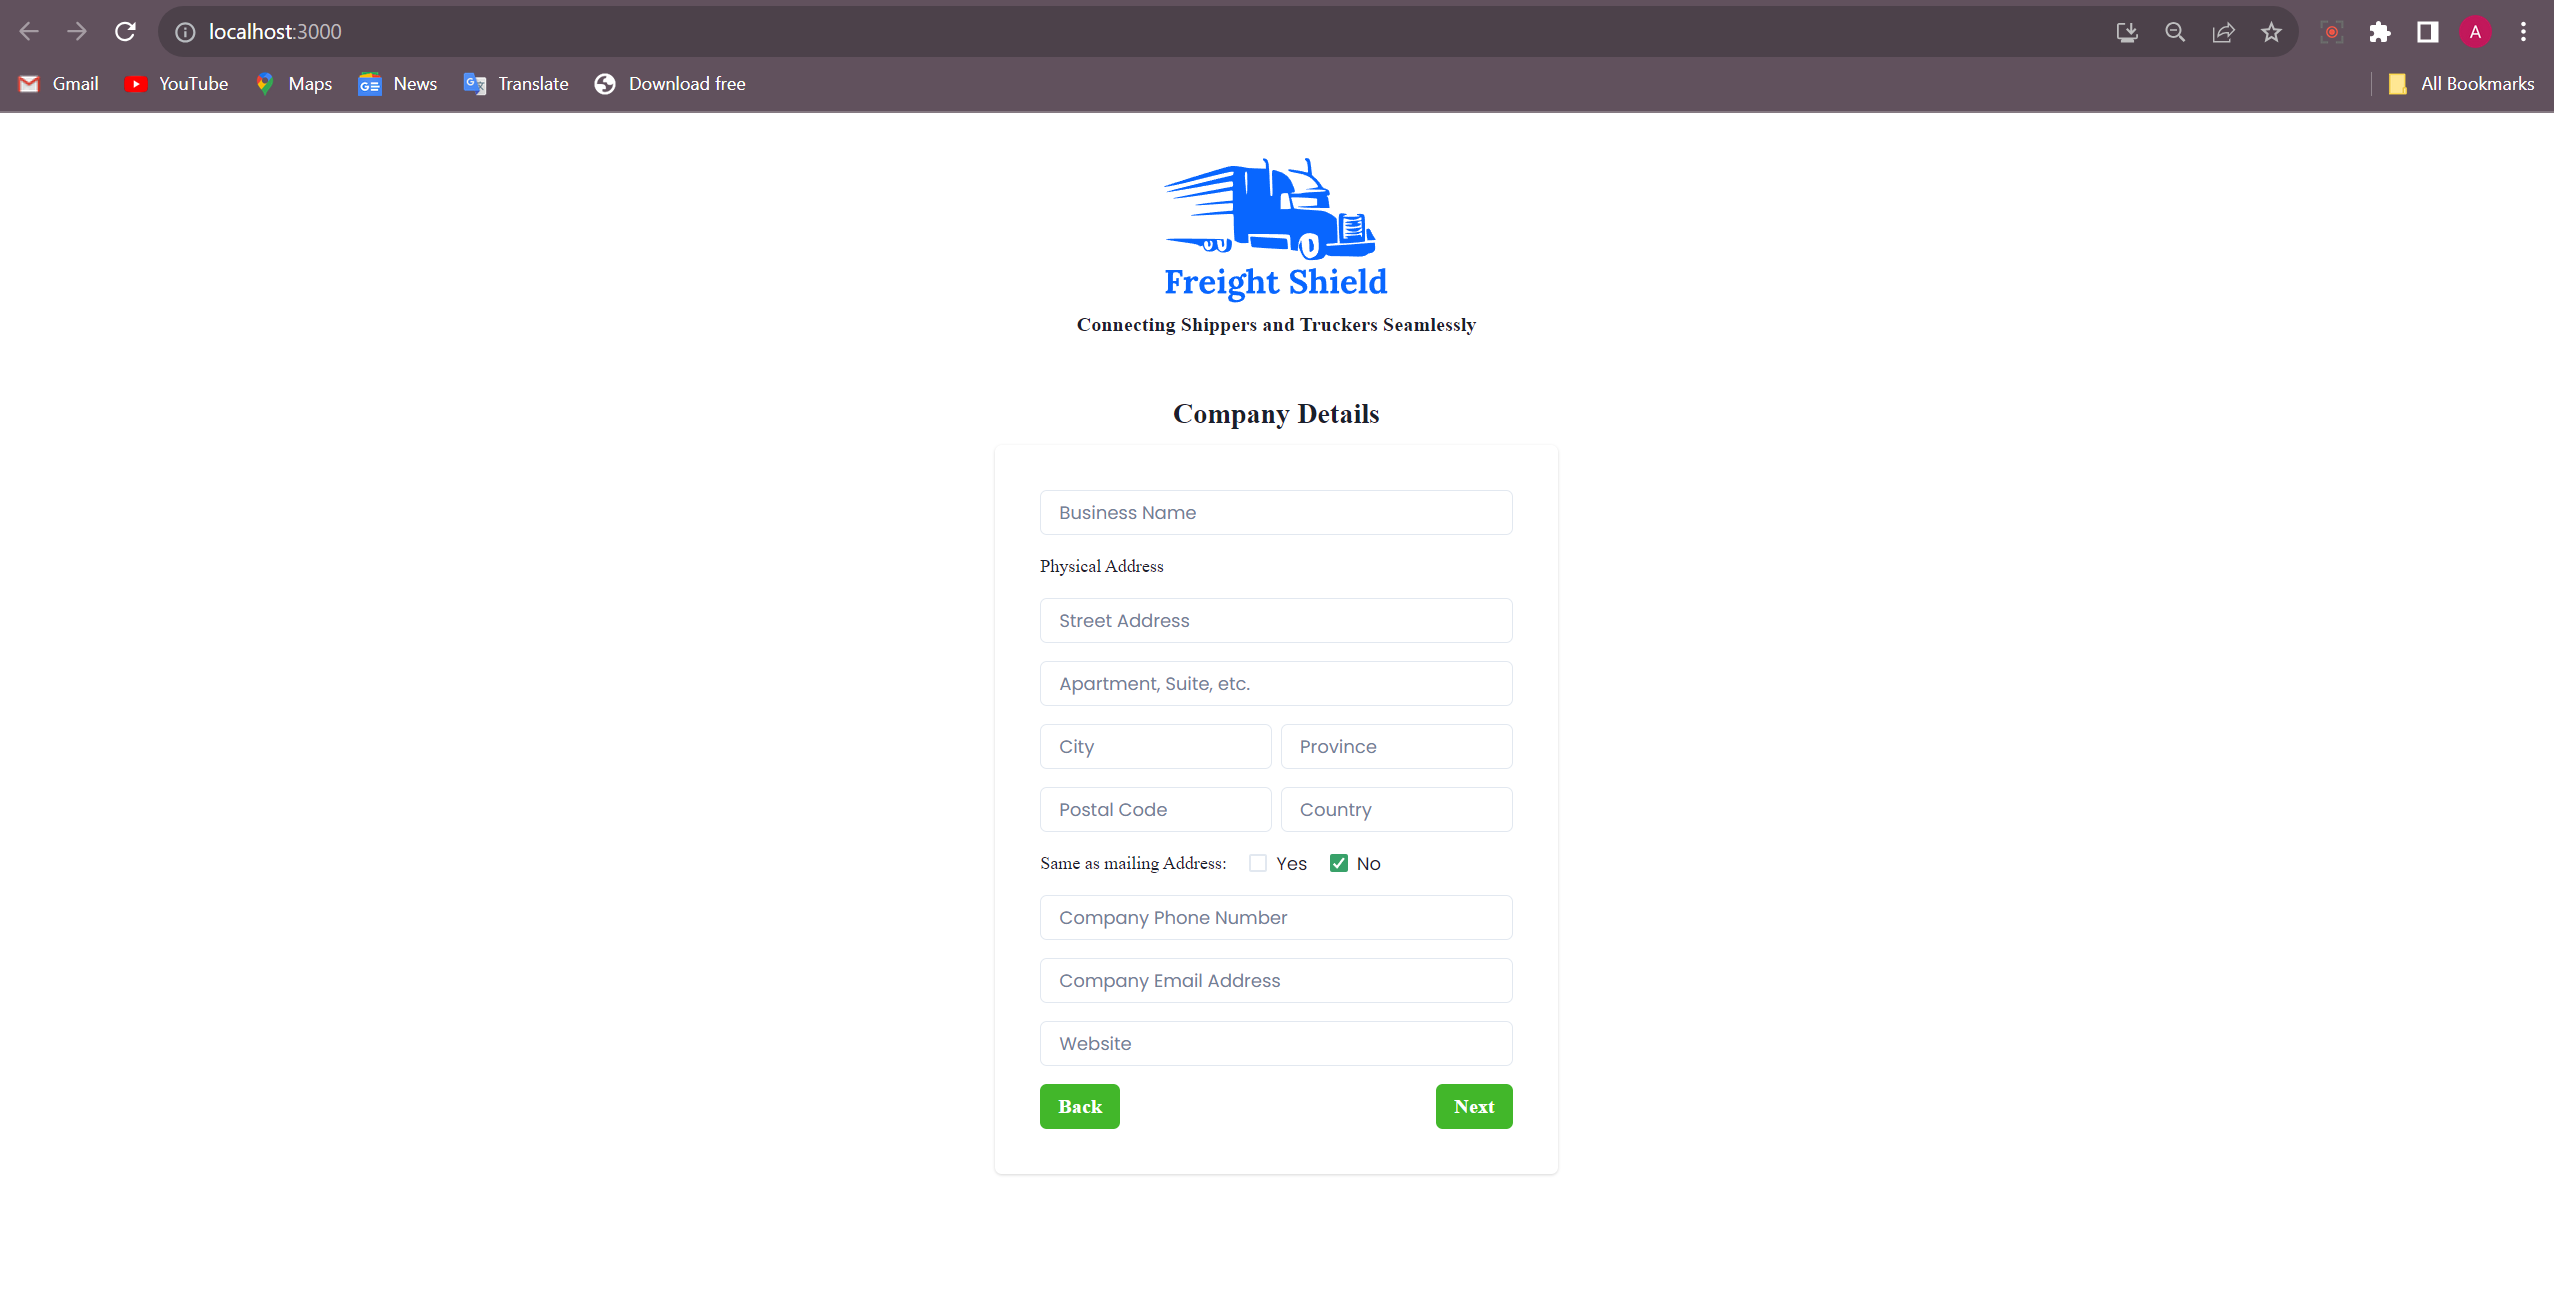 localhost:3000
A
Gmail YouTube Maps News Translate Download free All Bookmarks
Freight Shield
Connecting Shippers and Truckers Seamlessly
Company Details
Business Name
Physical Address
Street Address
Apartment, Suite, etc.
City Province
Postal Code Country
Same as mailing Address: Yes No
Company Phone Number
Company Email Address
Website
Back Next